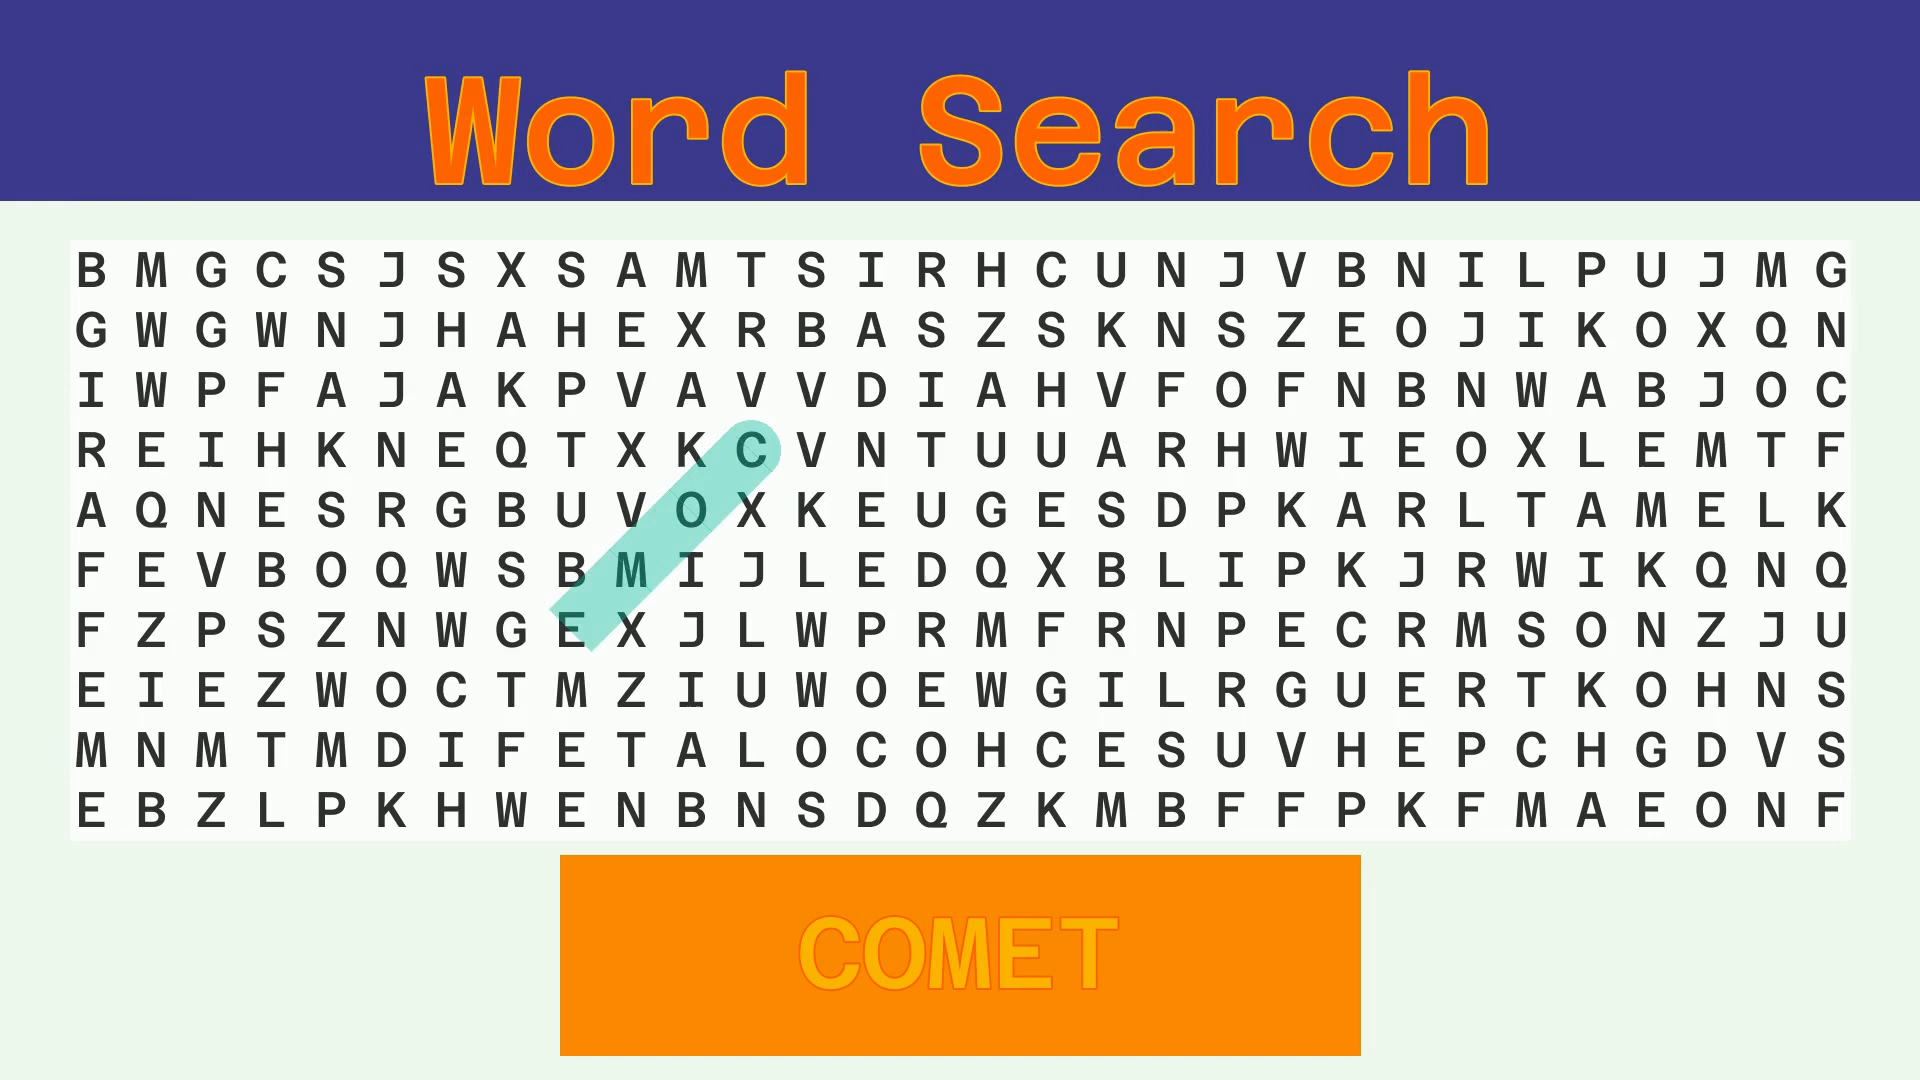 Word Search
B M G C S J S X S A M T S I R H C U N J V B N I L P U J M G
G W G W N J H A H E X R B A S Z S K N S Z E O J I K O X Q N
I W P F A J A K P V A V V D I A H V F O F N B N W A B J O C
R E I H K N E Q T X K C V N T U U A R H W I E O X L E M T F
A Q N E S R G B U V O X K E U G E S D P K A R L T A M E L K
F E V B O Q W S B M I J L E D Q X B L I P K J R W I K Q N Q
F Z P S Z N W G E X J L W P R M F R N P E C R M S O N Z J U
E I E Z W O C T M Z I U W O E W G I L R G U E R T K O H N S
M N M T M D I F E T A L O C O H C E S U V H E P C H G D V S
E B Z L P K H W E N B N S D Q Z K M B F F P K F M A E O N F
COMET